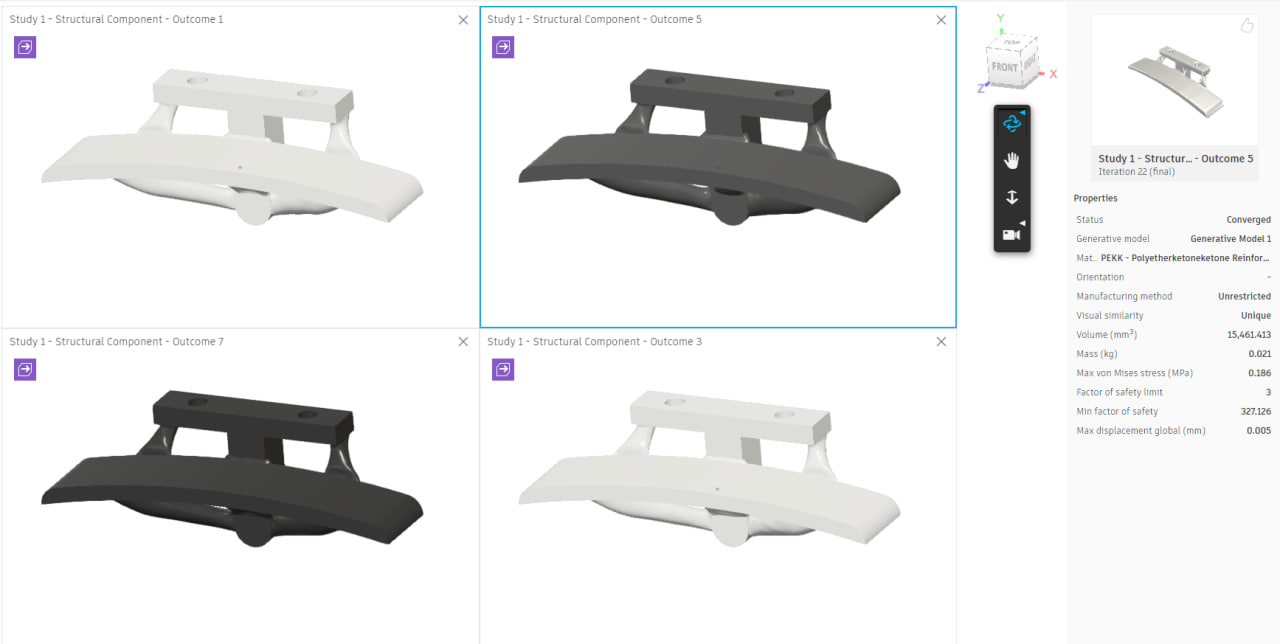 Study 1 - Structural Component - Outcome 1
Study 1 - Structural Component - Outcome 5
Study 1 - Structural Component - Outcome 7
Study 1 - Structural Component - Outcome 3
Y
TOP
FRONT
RIGHT
X
Z
Study 1 - Structur... - Outcome 5
Iteration 22 (final)
Properties
Status Converged
Generative model Generative Model 1
Mat... PEKK - Polyetherketoneketone Reinfor...
Orientation -
Manufacturing method Unrestricted
Visual similarity Unique
Volume (mm³) 15,461.413
Mass (kg) 0.021
Max von Mises stress (MPa) 0.186
Factor of safety limit 3
Min factor of safety 327.126
Max displacement global (mm) 0.005